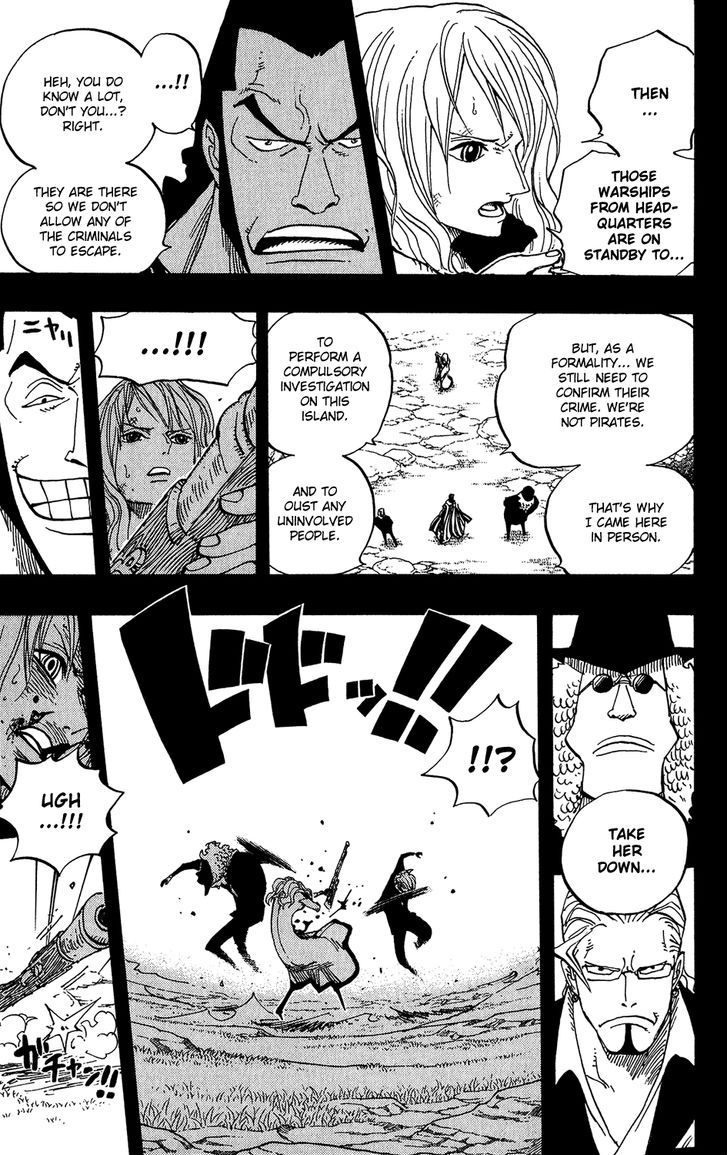 THEN
...
THOSE
WARSHIPS
FROM HEAD-
QUARTERS
ARE ON
STANDBY TO...
...!!
HEH, YOU DO
KNOW A LOT,
DON'T YOU...?
RIGHT.
THEY ARE THERE
SO WE DON'T
ALLOW ANY OF
THE CRIMINALS
TO ESCAPE.
BUT, AS A
FORMALITY... WE
STILL NEED TO
CONFIRM THEIR
CRIME. WE'RE
NOT PIRATES.
THAT'S WHY
I CAME HERE
IN PERSON.
TO
PERFORM A
COMPULSORY
INVESTIGATION
ON THIS
ISLAND.
AND TO
OUST ANY
UNINVOLVED
PEOPLE.
...!!!
ニヤッ
TAKE
HER
DOWN...
ドドッ!!
!!?
UGH
...!!!
ガチャン!!